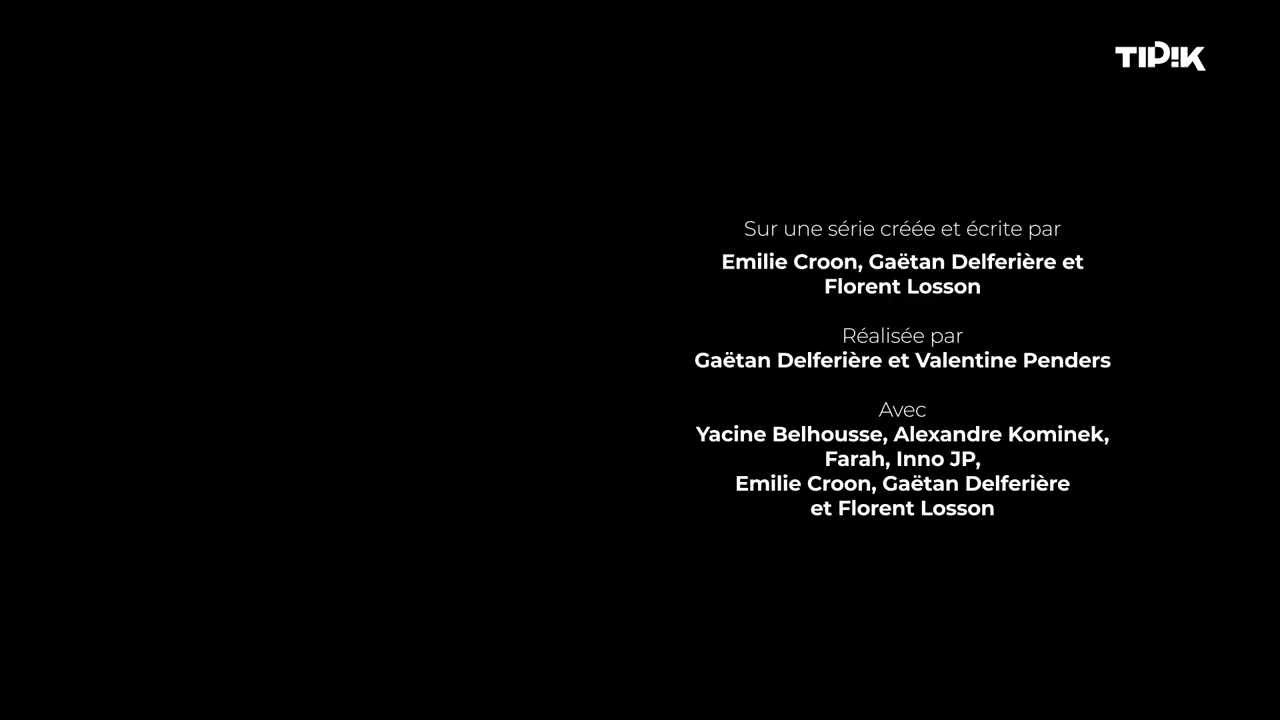 TIPIK
Sur une série créée et écrite par
Emilie Croon, Gaëtan Delferière et
Florent Losson
Réalisée par
Gaëtan Delferière et Valentine Penders
Avec
Yacine Belhousse, Alexandre Kominek,
Farah, Inno JP,
Emilie Croon, Gaëtan Delferière
et Florent Losson